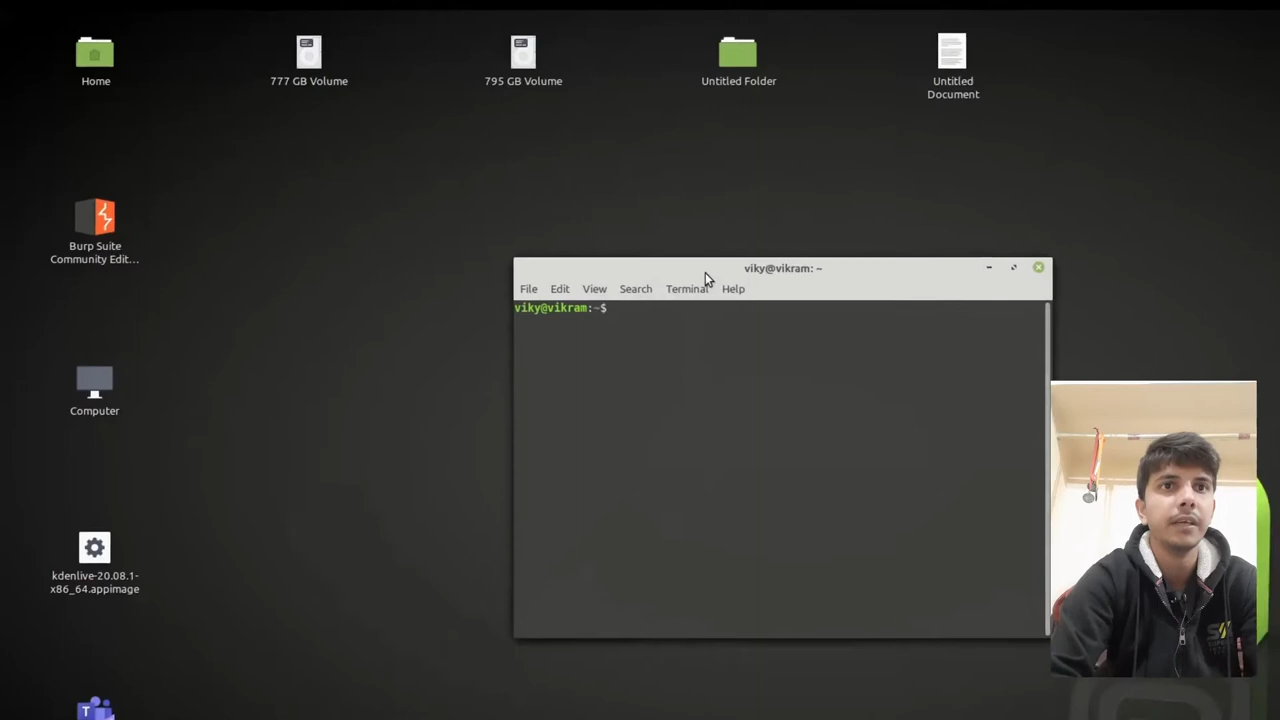 Home
777 GB Volume
795 GB Volume
Untitled Folder
Untitled
Document
Burp Suite
Community Edit...
viky@vikram: ~
File Edit View Search Terminal Help
viky@vikram:~$
Computer
kdenlive-20.08.1-
x86_64.appimage
T